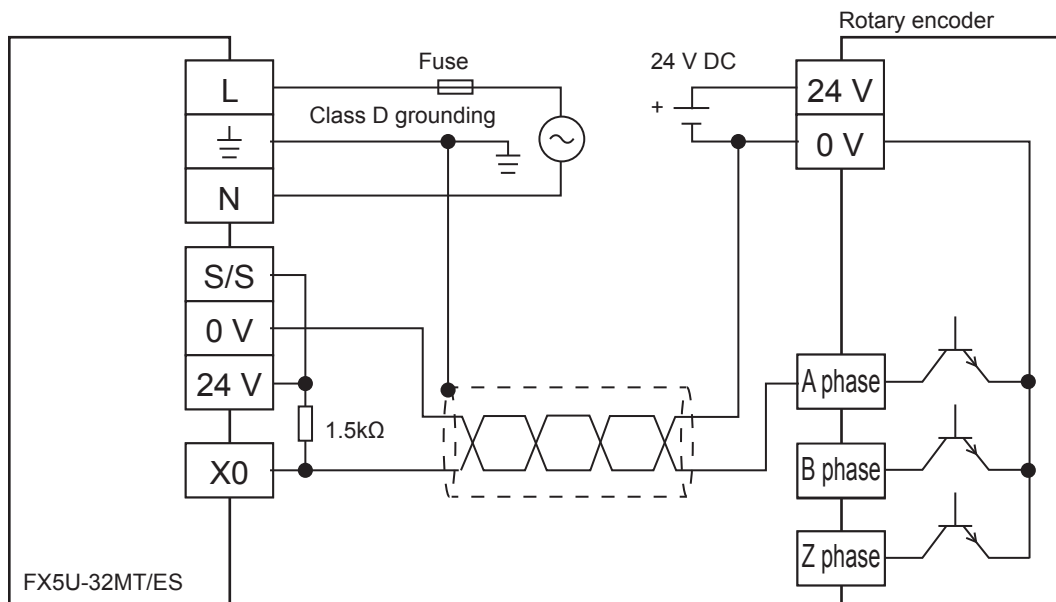 Rotary encoder
Fuse
24 V DC
L
24 V
+
Class D grounding
0 V
N
S/S
0 V
24 V
A phase
1.5kΩ
X0
B phase
Z phase
FX5U-32MT/ES